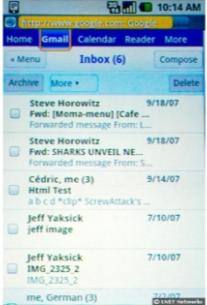 10:14 AM
http://www.google.com: Google
Home Gmail Calendar Reader More
« Menu Inbox (6) Compose
Archive More Delete
Steve Horowitz 9/18/07
Fwd: [Moma-menu] [Cafe ...
Forwarded message From: L...
Steve Horowitz 9/18/07
Fwd: SHARKS UNVEIL NE...
Forwarded message From: S...
Cédric, me (3) 9/14/07
Html Test
a b c d *clip* ScrewAttack's ...
Jeff Yaksick 7/10/07
jeff image
Jeff Yaksick 7/10/07
IMG_2325_2
IMG_2325_2
me, German (3) 7/2/07
© CNET Networks